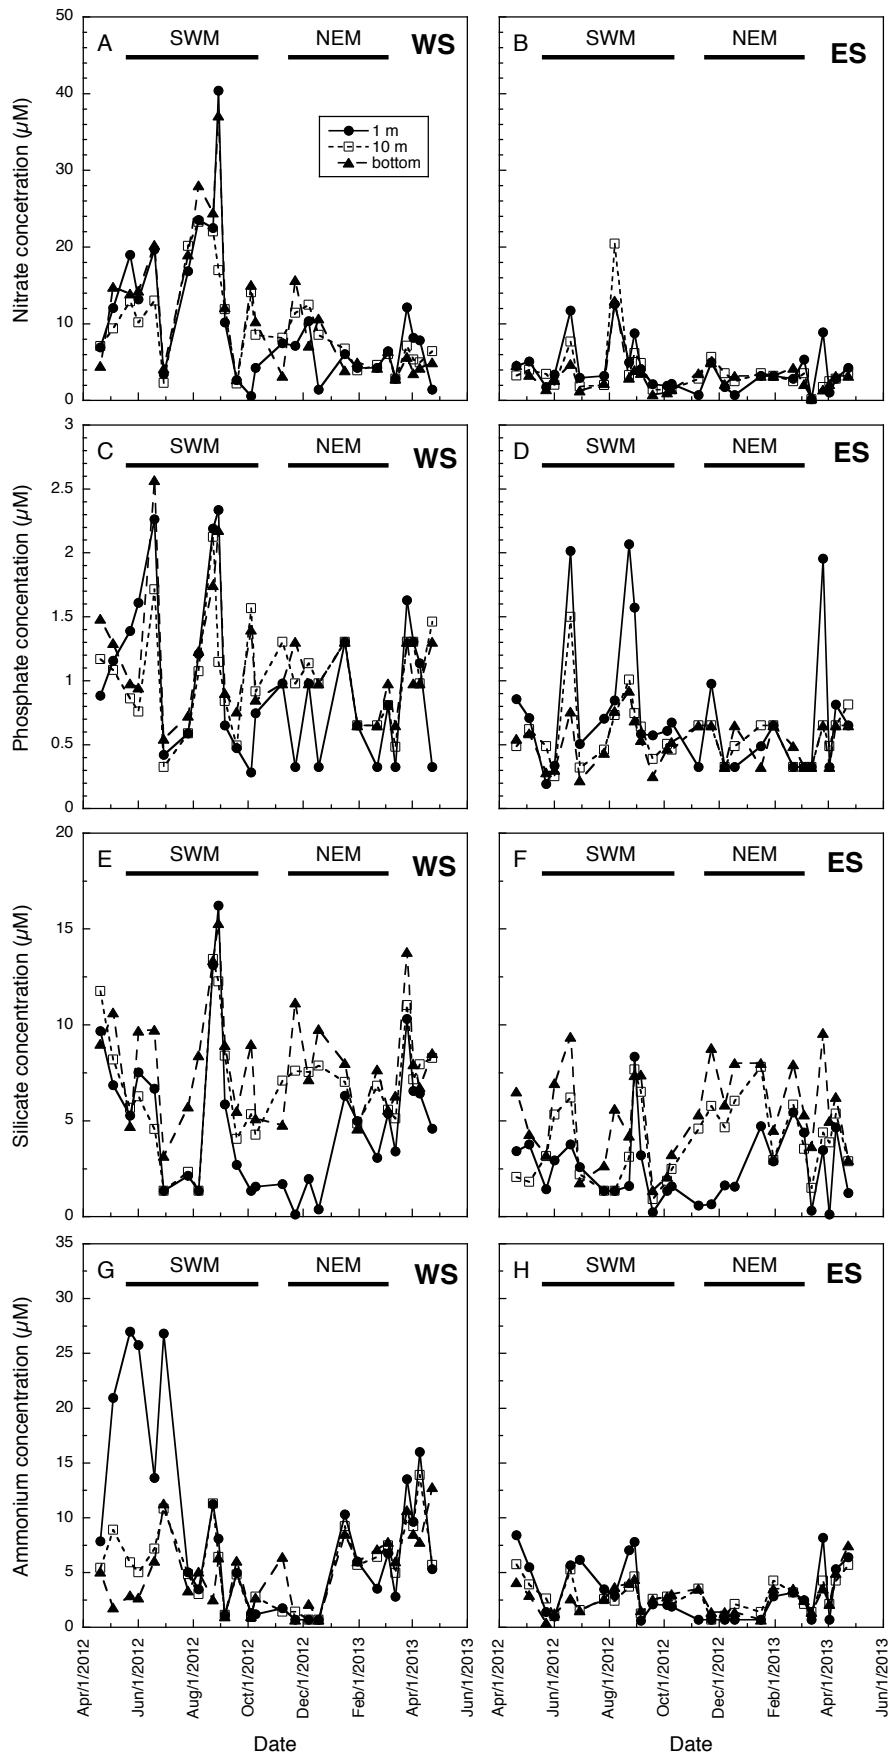 50
A
SWM
NEM
WS
B
SWM
NEM
ES
40
30
20
10
0
Nitrate concetration (µM)
1 m
10 m
bottom
3
C
SWM
NEM
WS
D
SWM
NEM
ES
2.5
2
1.5
1
0.5
0
Phosphate concentation (µM)
20
E
SWM
NEM
WS
F
SWM
NEM
ES
15
10
5
0
Silicate concentration (µM)
35
G
SWM
NEM
WS
H
SWM
NEM
ES
30
25
20
15
10
5
0
Ammonium concentration (µM)
Apr/1/2012
Jun/1/2012
Aug/1/2012
Oct/1/2012
Dec/1/2012
Feb/1/2013
Apr/1/2013
Jun/1/2013
Apr/1/2012
Jun/1/2012
Aug/1/2012
Oct/1/2012
Dec/1/2012
Feb/1/2013
Apr/1/2013
Jun/1/2013
Date
Date